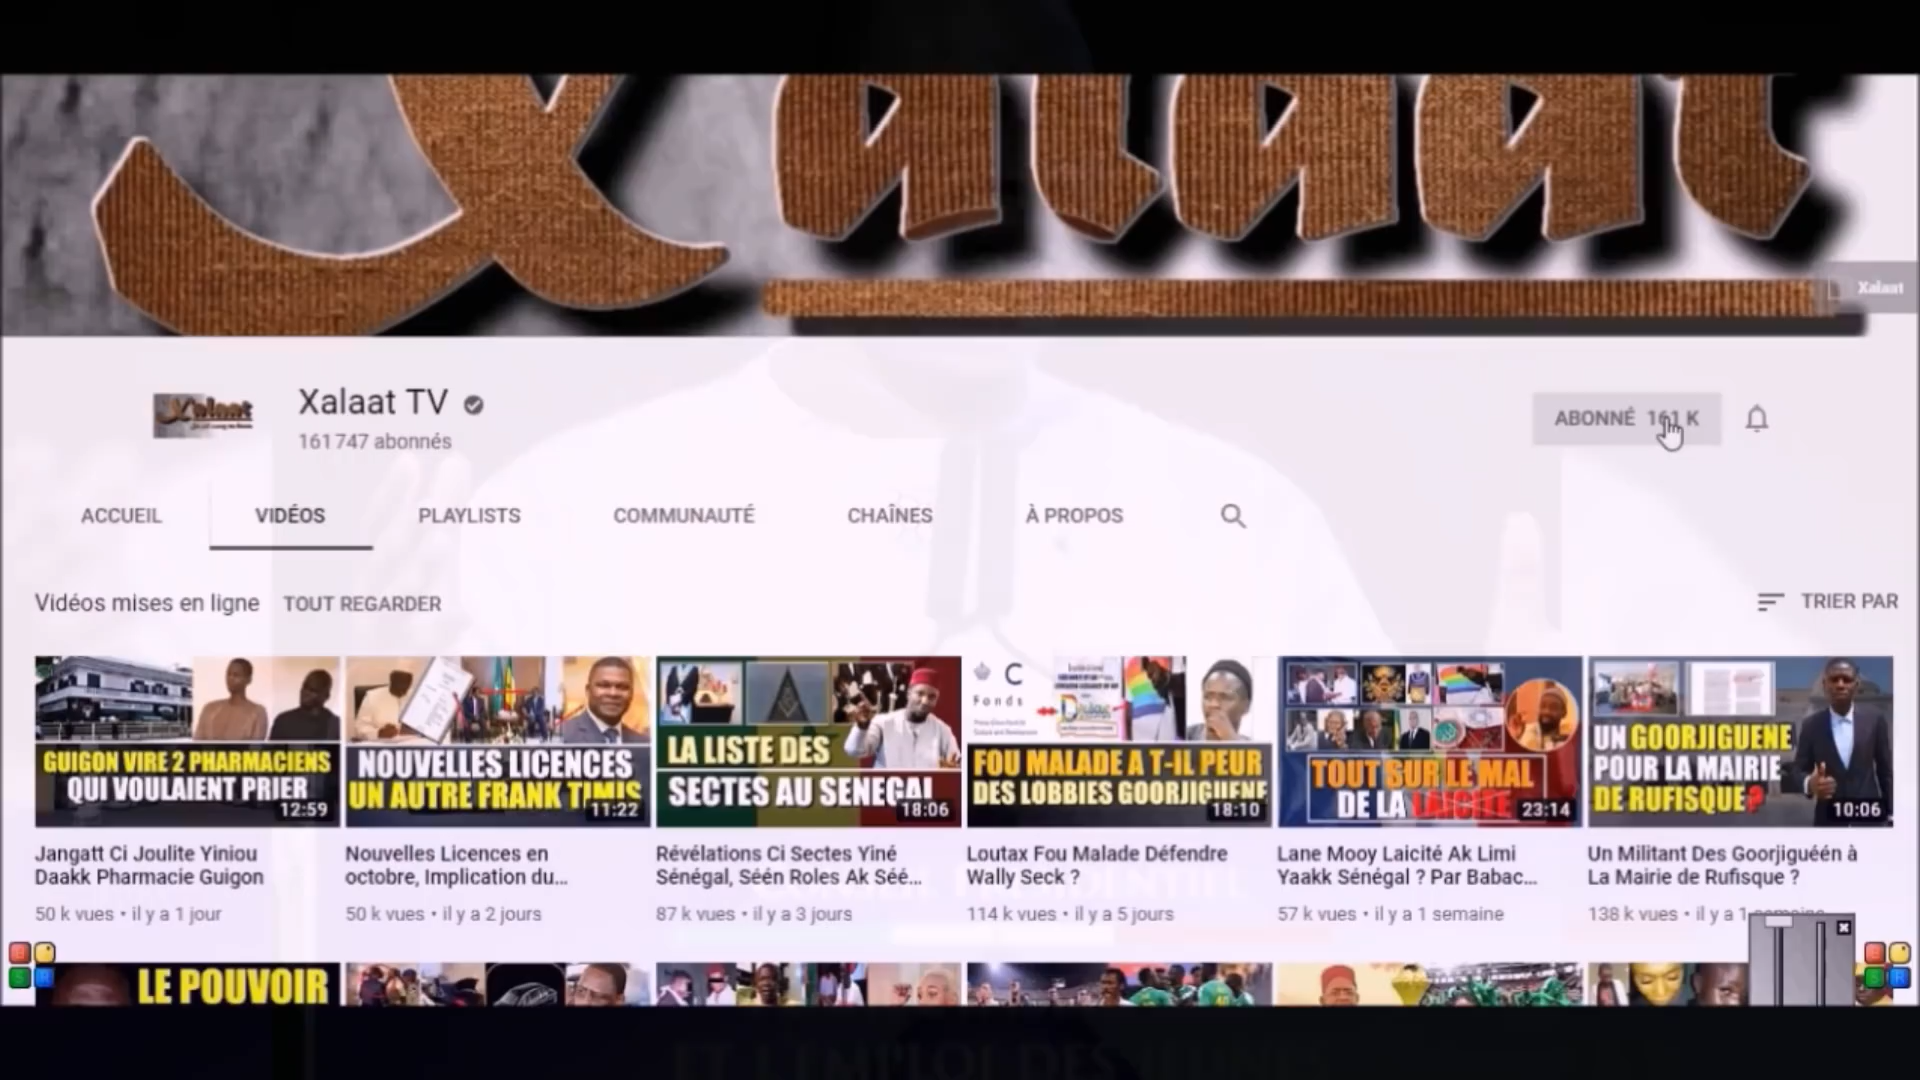 Xalaat
Xalaat
Xalaat
Xalaat TV
161 747 abonnés
ABONNÉ 161 K
ACCUEIL
VIDÉOS
PLAYLISTS
COMMUNAUTÉ
CHAÎNES
À PROPOS
Vidéos mises en ligne
TOUT REGARDER
TRIER PAR
GUIGON VIRE 2 PHARMACIENS
QUI VOULAIENT PRIER
12:59
NOUVELLES LICENCES
UN AUTRE FRANK TIMIS
11:22
LA LISTE DES
SECTES AU SENEGAL
18:06
C
Fonds
FOU MALADE A T-IL PEUR
DES LOBBIES GOORJIGUENE
18:10
TOUT SUR LE MAL
DE LA LAICITE
23:14
UN GOORJIGUENE
POUR LA MAIRIE
DE RUFISQUE?
10:06
Jangatt Ci Joulite Yiniou
Daakk Pharmacie Guigon
50 k vues • il y a 1 jour
Nouvelles Licences en
octobre, Implication du...
50 k vues • il y a 2 jours
Révélations Ci Sectes Yiné
Sénégal, Séén Roles Ak Séé...
87 k vues • il y a 3 jours
Loutax Fou Malade Défendre
Wally Seck ?
114 k vues • il y a 5 jours
Lane Mooy Laicité Ak Limi
Yaakk Sénégal ? Par Babac...
57 k vues • il y a 1 semaine
Un Militant Des Goorjiguéén à
La Mairie de Rufisque ?
138 k vues • il y a 1 semaine
B
S R
LE POUVOIR
B
S R
ET L'EMPLOI DES JEUNES